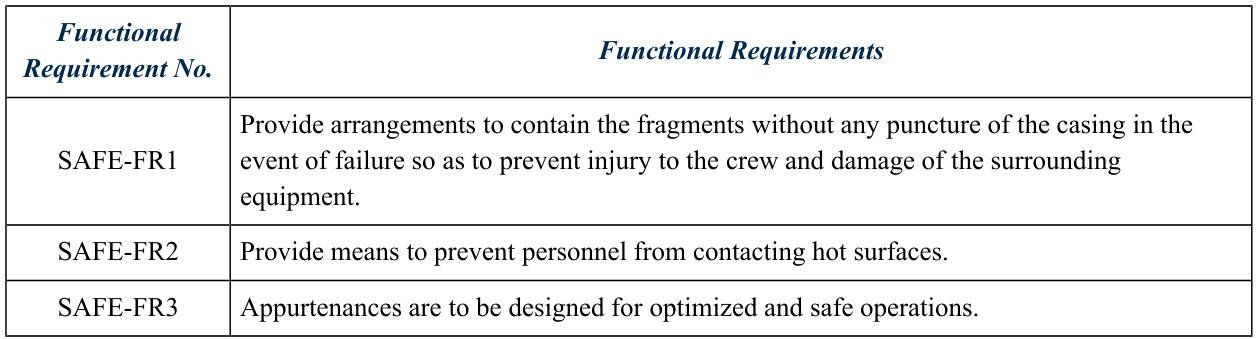 Functional
Requirement No.
Functional Requirements
SAFE-FR1
Provide arrangements to contain the fragments without any puncture of the casing in the
event of failure so as to prevent injury to the crew and damage of the surrounding
equipment.
SAFE-FR2
Provide means to prevent personnel from contacting hot surfaces.
SAFE-FR3
Appurtenances are to be designed for optimized and safe operations.